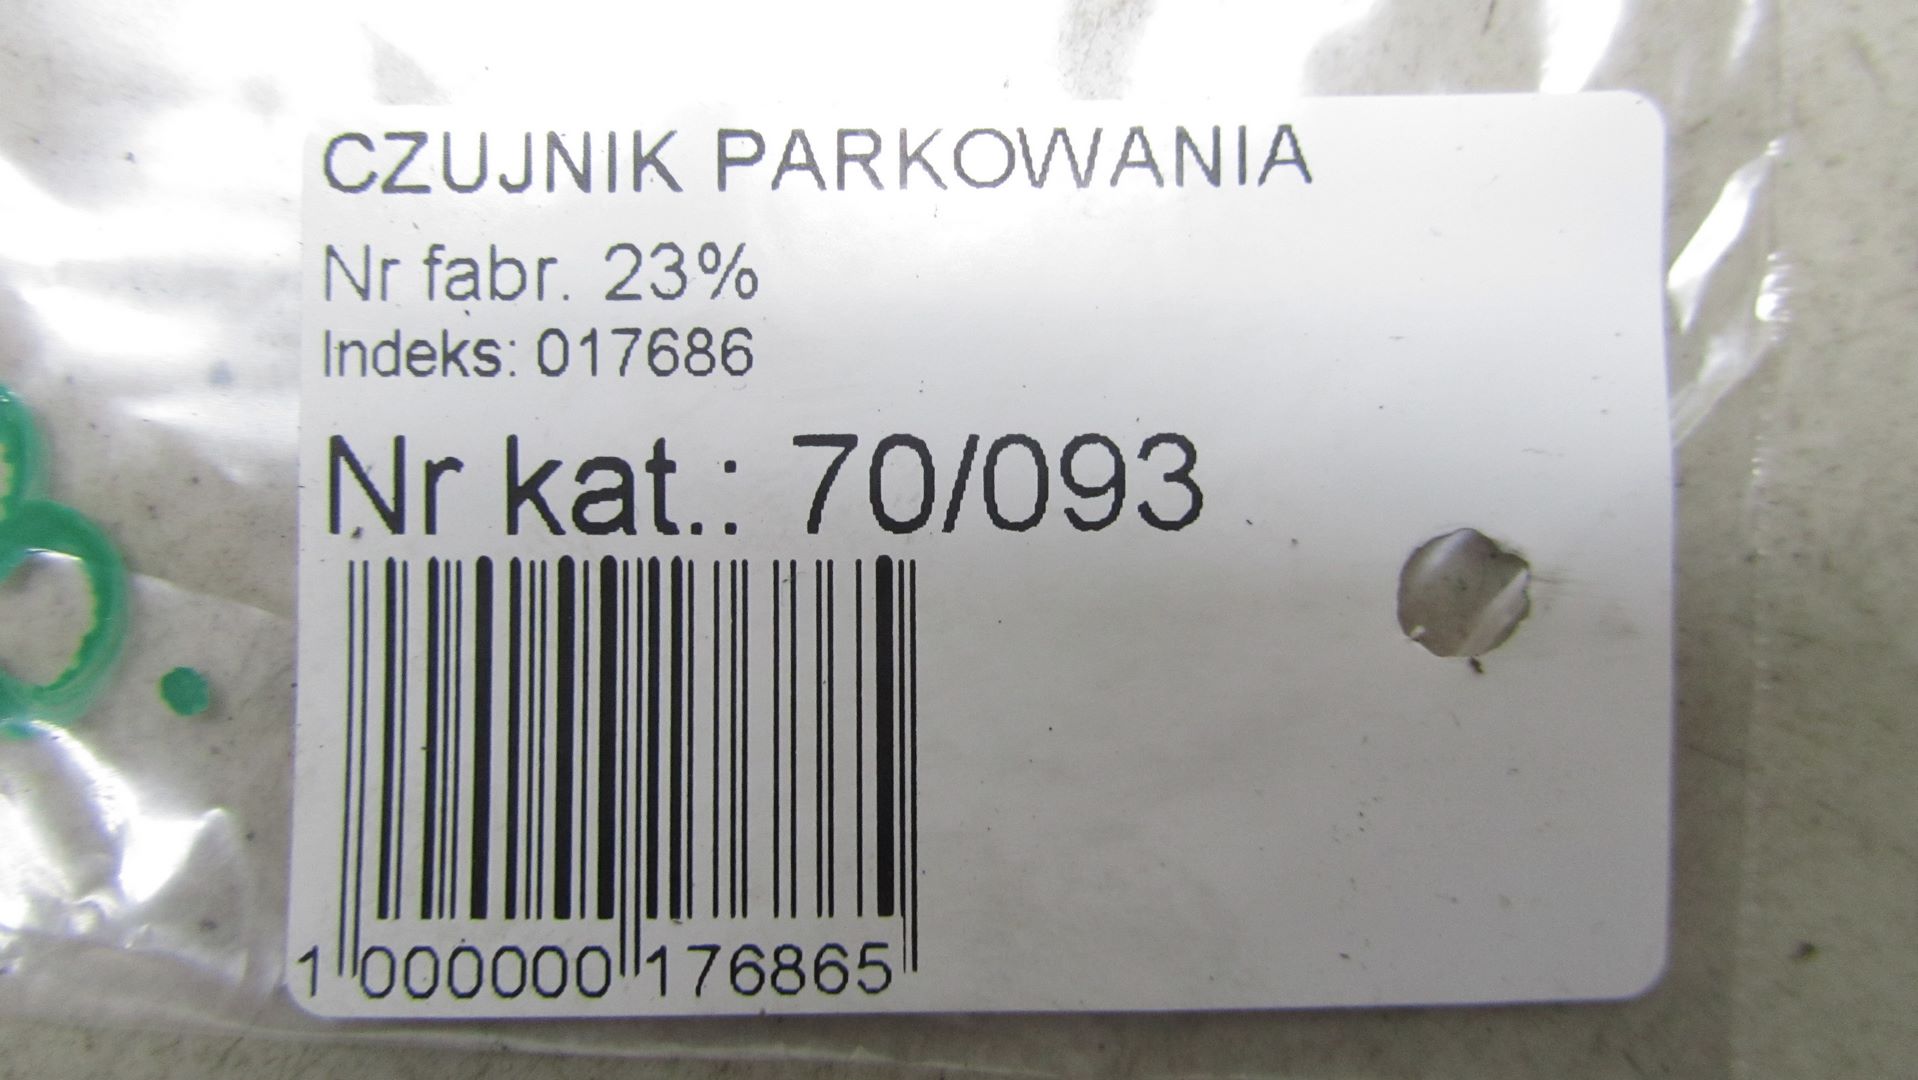 CZUJNIK PARKOWANIA
Nr fabr. 23%
Indeks: 017686
Nr kat.: 70/093
1 000000 176865